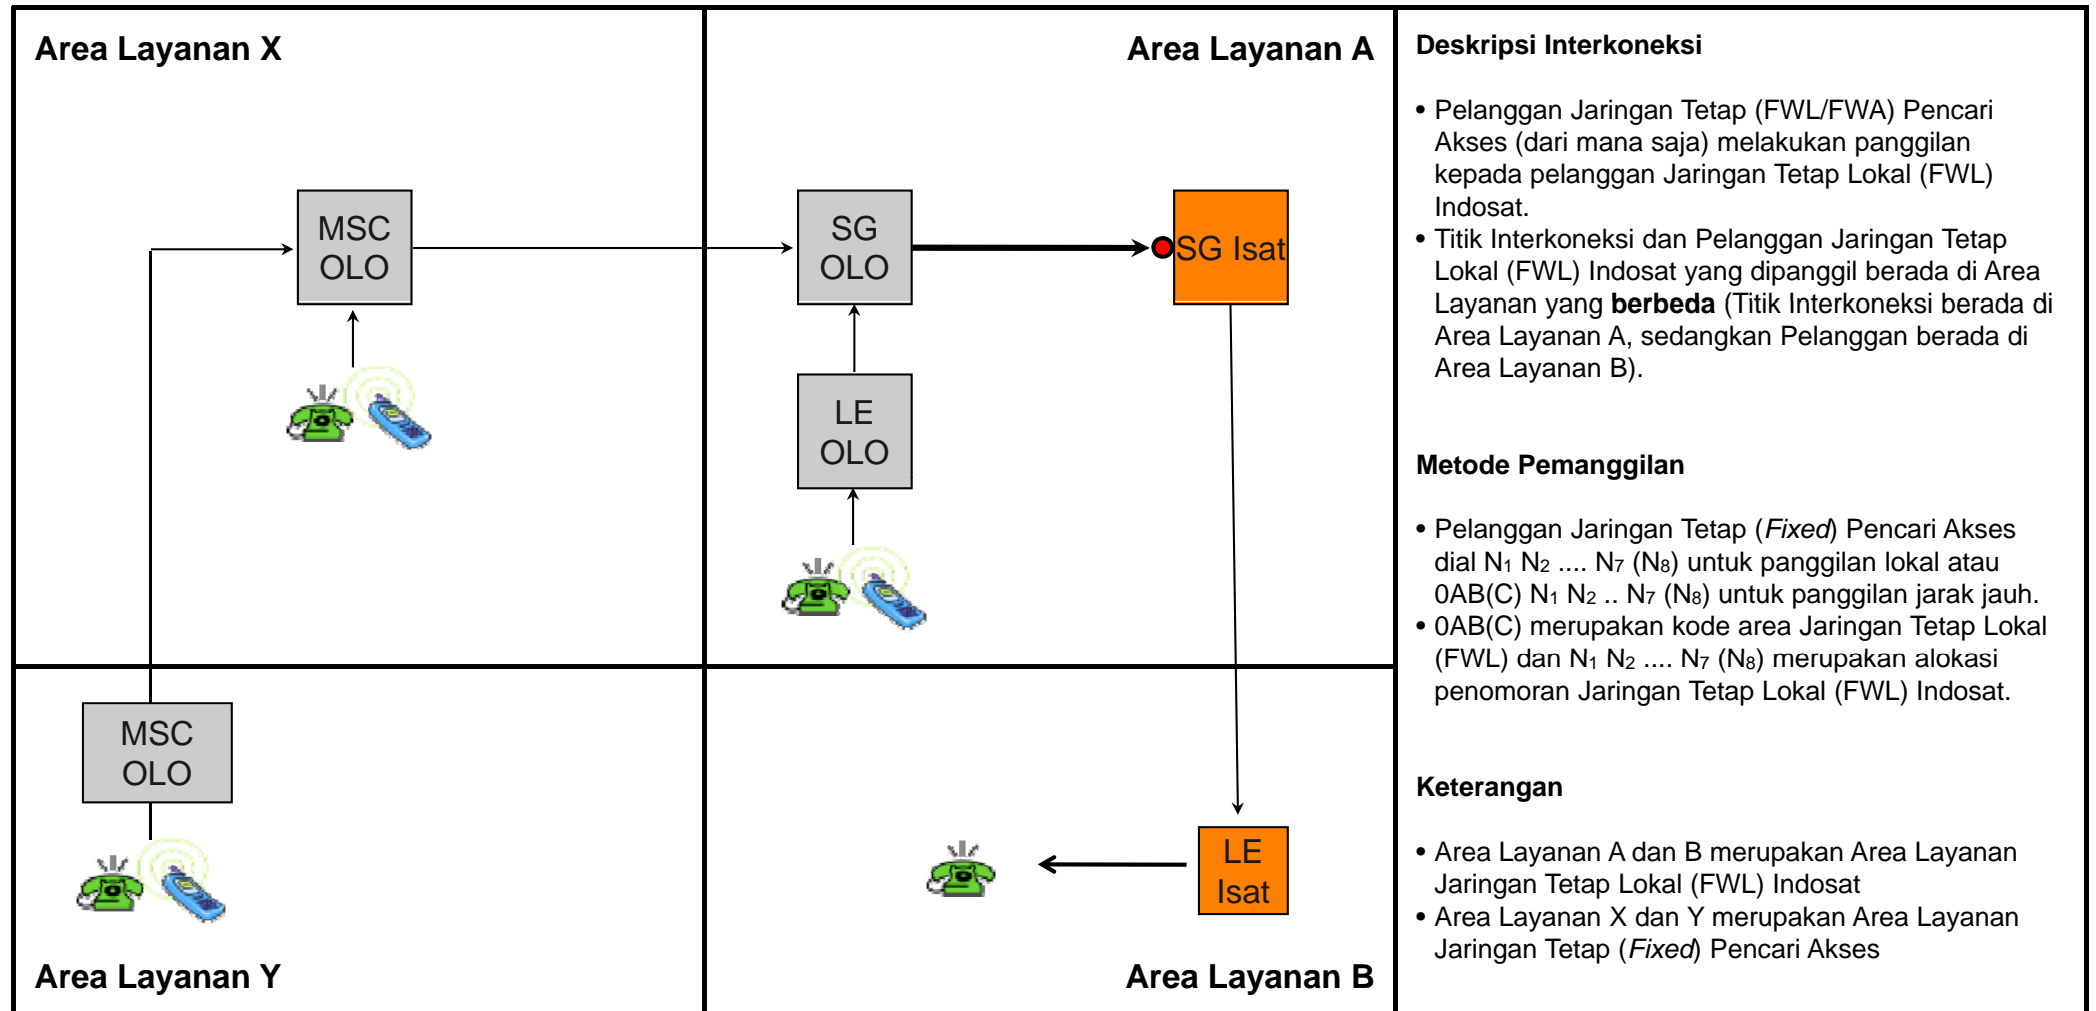 Area Layanan X
Area Layanan A
MSC
OLO
SG
OLO
SG Isat
LE
OLO
MSC
OLO
LE
Isat
Area Layanan Y
Area Layanan B
Deskripsi Interkoneksi
• Pelanggan Jaringan Tetap (FWL/FWA) Pencari
Akses (dari mana saja) melakukan panggilan
kepada pelanggan Jaringan Tetap Lokal (FWL)
Indosat.
• Titik Interkoneksi dan Pelanggan Jaringan Tetap
Lokal (FWL) Indosat yang dipanggil berada di Area
Layanan yang berbeda (Titik Interkoneksi berada di
Area Layanan A, sedangkan Pelanggan berada di
Area Layanan B).
Metode Pemanggilan
• Pelanggan Jaringan Tetap (Fixed) Pencari Akses
dial N1 N2 .... N7 (N8) untuk panggilan lokal atau
0AB(C) N1 N2 .. N7 (N8) untuk panggilan jarak jauh.
• 0AB(C) merupakan kode area Jaringan Tetap Lokal
(FWL) dan N1 N2 .... N7 (N8) merupakan alokasi
penomoran Jaringan Tetap Lokal (FWL) Indosat.
Keterangan
• Area Layanan A dan B merupakan Area Layanan
Jaringan Tetap Lokal (FWL) Indosat
• Area Layanan X dan Y merupakan Area Layanan
Jaringan Tetap (Fixed) Pencari Akses